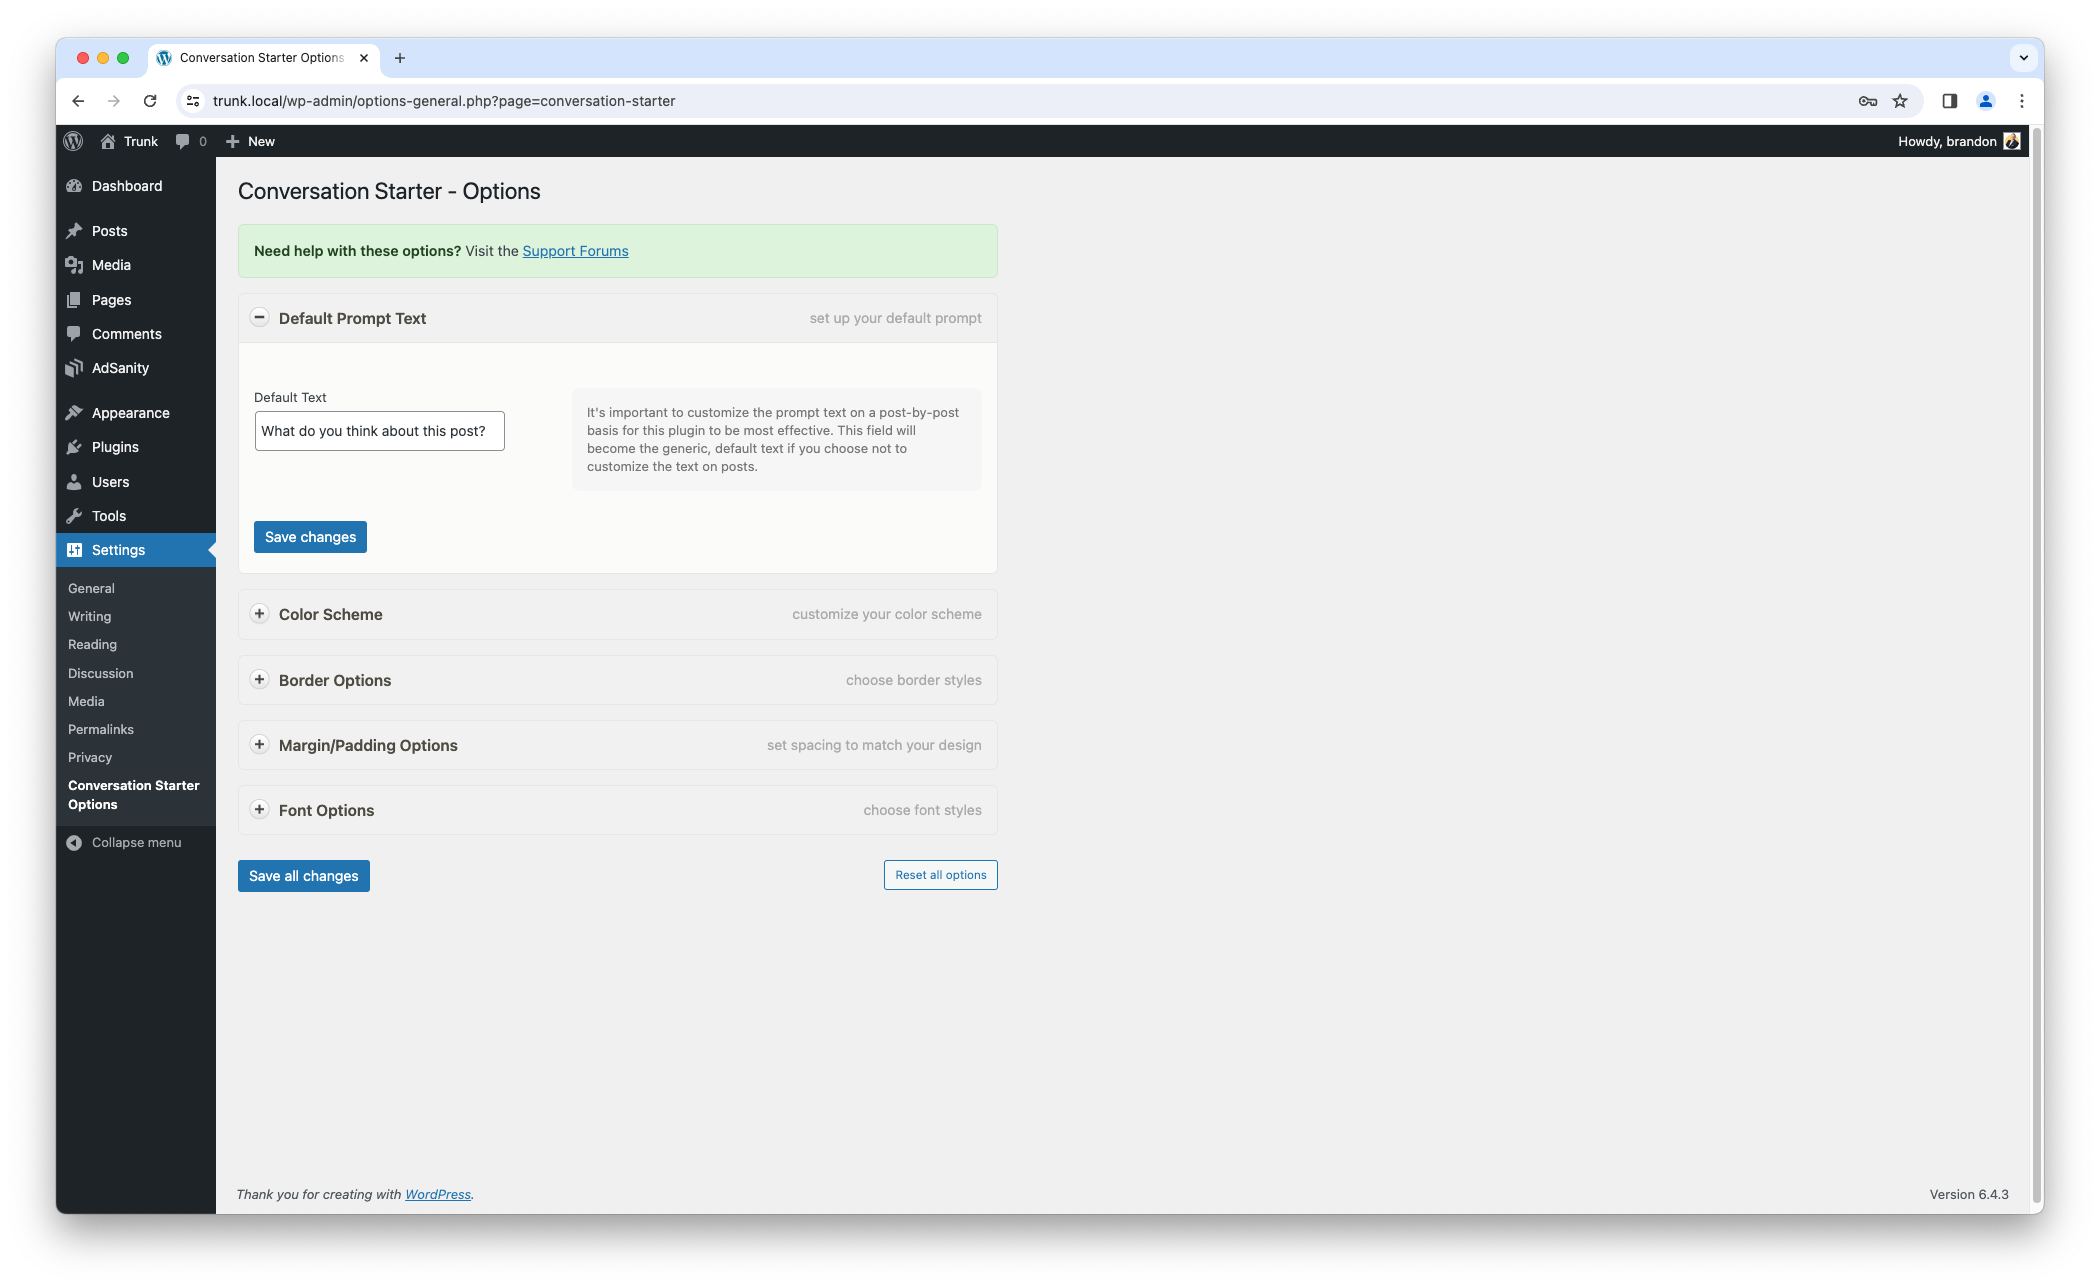 Conversation Starter Options
trunk.local/wp-admin/options-general.php?page=conversation-starter
Trunk
0
New
Howdy, brandon
Dashboard
Posts
Media
Pages
Comments
AdSanity
Appearance
Plugins
Users
Tools
Settings
General
Writing
Reading
Discussion
Media
Permalinks
Privacy
Conversation Starter
Options
Collapse menu
Conversation Starter - Options
Need help with these options? Visit the Support Forums
Default Prompt Text
set up your default prompt
Default Text
What do you think about this post?
It's important to customize the prompt text on a post-by-post
basis for this plugin to be most effective. This field will
become the generic, default text if you choose not to
customize the text on posts.
Save changes
Color Scheme
customize your color scheme
Border Options
choose border styles
Margin/Padding Options
set spacing to match your design
Font Options
choose font styles
Save all changes
Reset all options
Thank you for creating with WordPress.
Version 6.4.3